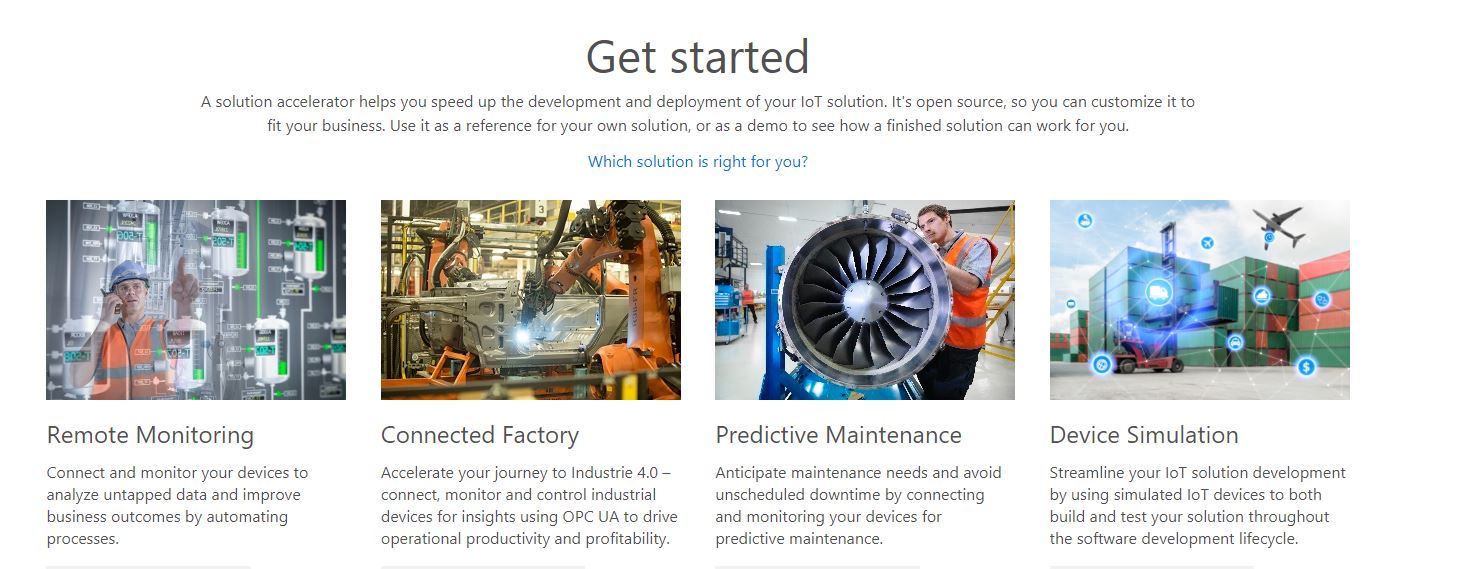 Get started
A solution accelerator helps you speed up the development and deployment of your IoT solution. It's open source, so you can customize it to
fit your business. Use it as a reference for your own solution, or as a demo to see how a finished solution can work for you.
Which solution is right for you?
Remote Monitoring
Connect and monitor your devices to
analyze untapped data and improve
business outcomes by automating
processes.
Connected Factory
Accelerate your journey to Industrie 4.0 –
connect, monitor and control industrial
devices for insights using OPC UA to drive
operational productivity and profitability.
Predictive Maintenance
Anticipate maintenance needs and avoid
unscheduled downtime by connecting
and monitoring your devices for
predictive maintenance.
Device Simulation
Streamline your IoT solution development
by using simulated IoT devices to both
build and test your solution throughout
the software development lifecycle.